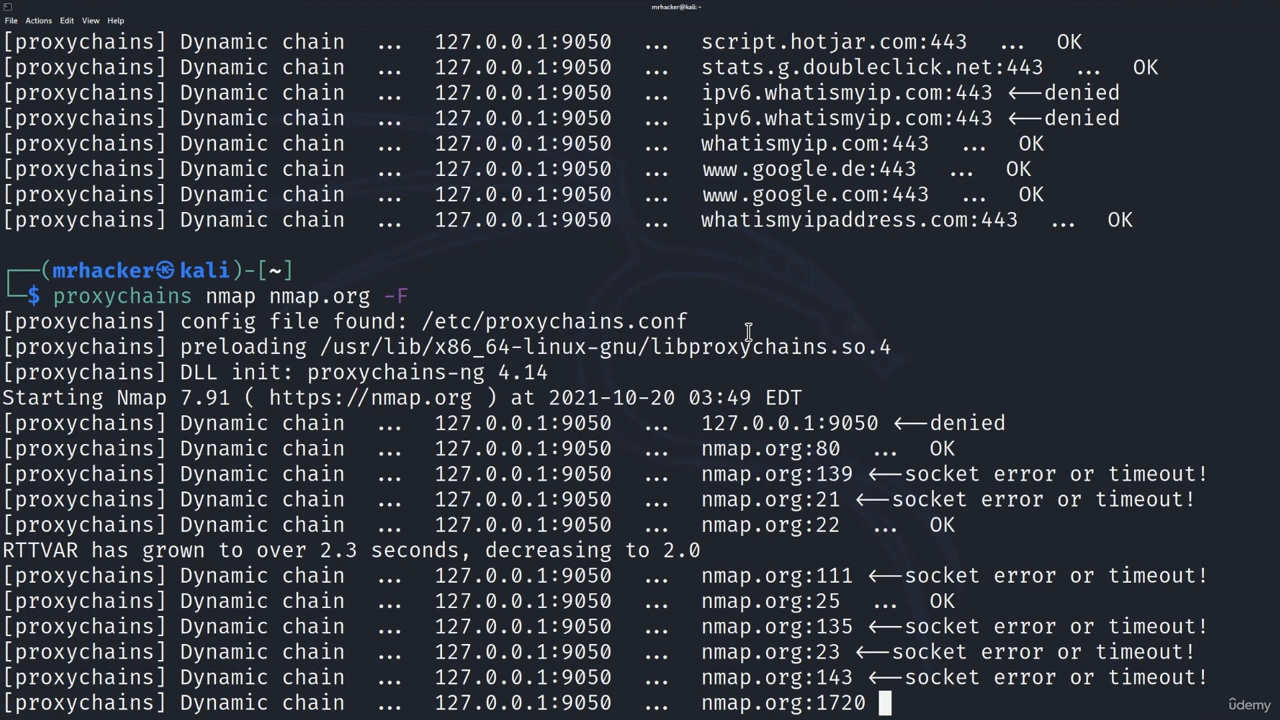 mrhacker@kali: ~
File Actions Edit View Help
[proxychains] Dynamic chain ... 127.0.0.1:9050 ... script.hotjar.com:443 ... OK
[proxychains] Dynamic chain ... 127.0.0.1:9050 ... stats.g.doubleclick.net:443 ... OK
[proxychains] Dynamic chain ... 127.0.0.1:9050 ... ipv6.whatismyip.com:443 <--denied
[proxychains] Dynamic chain ... 127.0.0.1:9050 ... ipv6.whatismyip.com:443 <--denied
[proxychains] Dynamic chain ... 127.0.0.1:9050 ... whatismyip.com:443 ... OK
[proxychains] Dynamic chain ... 127.0.0.1:9050 ... www.google.de:443 ... OK
[proxychains] Dynamic chain ... 127.0.0.1:9050 ... www.google.com:443 ... OK
[proxychains] Dynamic chain ... 127.0.0.1:9050 ... whatismyipaddress.com:443 ... OK
┌──(mrhacker㉿kali)-[~]
└─$ proxychains nmap nmap.org -F
[proxychains] config file found: /etc/proxychains.conf
[proxychains] preloading /usr/lib/x86_64-linux-gnu/libproxychains.so.4
[proxychains] DLL init: proxychains-ng 4.14
Starting Nmap 7.91 ( https://nmap.org ) at 2021-10-20 03:49 EDT
[proxychains] Dynamic chain ... 127.0.0.1:9050 ... 127.0.0.1:9050 <--denied
[proxychains] Dynamic chain ... 127.0.0.1:9050 ... nmap.org:80 ... OK
[proxychains] Dynamic chain ... 127.0.0.1:9050 ... nmap.org:139 <--socket error or timeout!
[proxychains] Dynamic chain ... 127.0.0.1:9050 ... nmap.org:21 <--socket error or timeout!
[proxychains] Dynamic chain ... 127.0.0.1:9050 ... nmap.org:22 ... OK
RTTVAR has grown to over 2.3 seconds, decreasing to 2.0
[proxychains] Dynamic chain ... 127.0.0.1:9050 ... nmap.org:111 <--socket error or timeout!
[proxychains] Dynamic chain ... 127.0.0.1:9050 ... nmap.org:25 ... OK
[proxychains] Dynamic chain ... 127.0.0.1:9050 ... nmap.org:135 <--socket error or timeout!
[proxychains] Dynamic chain ... 127.0.0.1:9050 ... nmap.org:23 <--socket error or timeout!
[proxychains] Dynamic chain ... 127.0.0.1:9050 ... nmap.org:143 <--socket error or timeout!
[proxychains] Dynamic chain ... 127.0.0.1:9050 ... nmap.org:1720
ûdemy